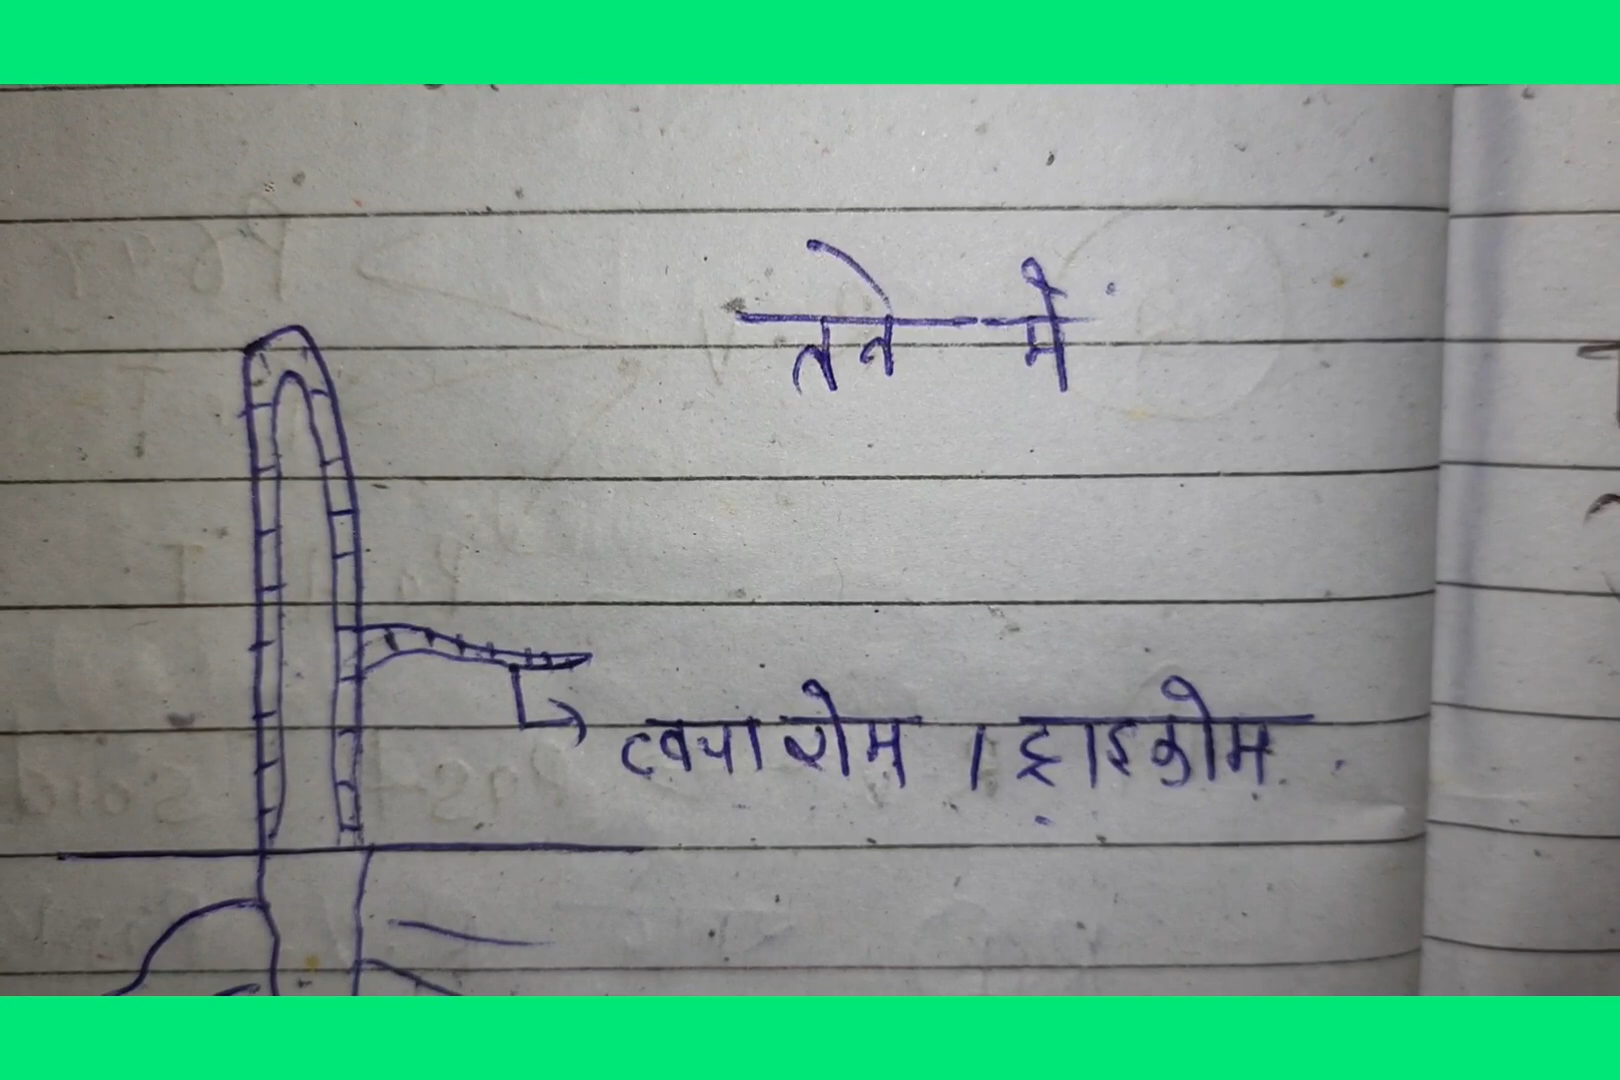 तने में
त्वचा रोम / ट्राइकोम